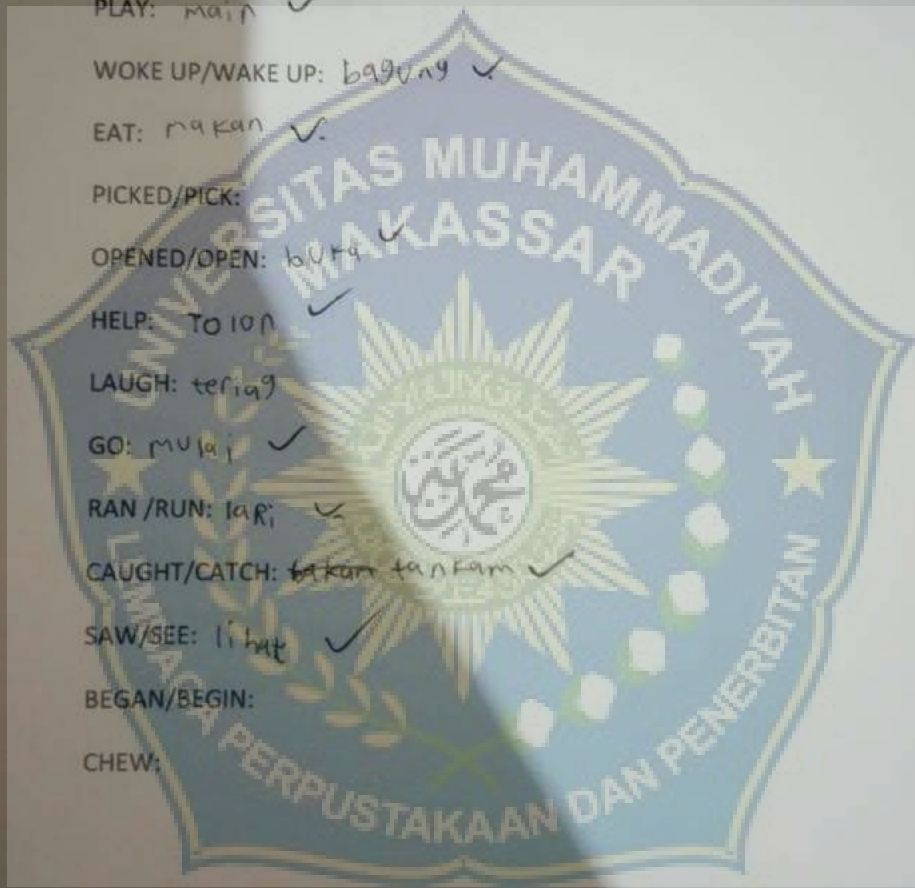 PLAY: main ✓
WOKE UP/WAKE UP: bagung ✓
EAT: makan ✓
PICKED/PICK:
OPENED/OPEN: buka ✓
HELP: Tolon ✓
LAUGH: teriag
GO: mulai ✓
RAN /RUN: laRi ✓
CAUGHT/CATCH: tankam ✓
SAW/SEE: lihat ✓
BEGAN/BEGIN:
CHEW:
UNIVERSITAS MUHAMMADIYAH
MAKASSAR
LEMBAGA PERPUSTAKAAN DAN PENERBITAN